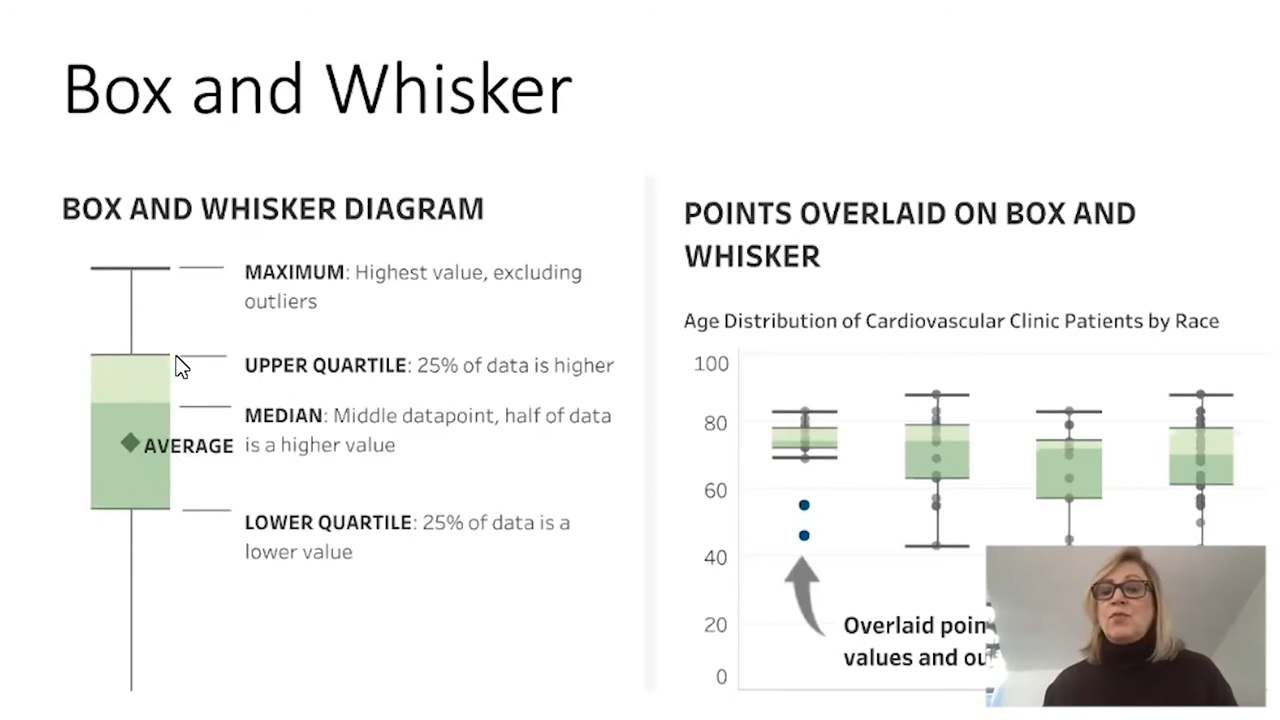 Box and Whisker
BOX AND WHISKER DIAGRAM
MAXIMUM: Highest value, excluding
outliers
UPPER QUARTILE: 25% of data is higher
MEDIAN: Middle datapoint, half of data
is a higher value
AVERAGE
LOWER QUARTILE: 25% of data is a
lower value
POINTS OVERLAID ON BOX AND
WHISKER
Age Distribution of Cardiovascular Clinic Patients by Race
100
80
60
40
20
0
Overlaid
values and